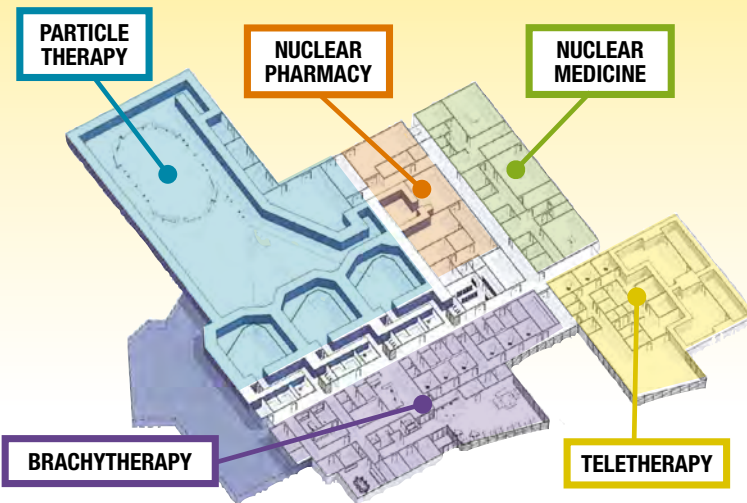 PARTICLE
THERAPY
NUCLEAR
PHARMACY
NUCLEAR
MEDICINE
BRACHYTHERAPY
TELETHERAPY